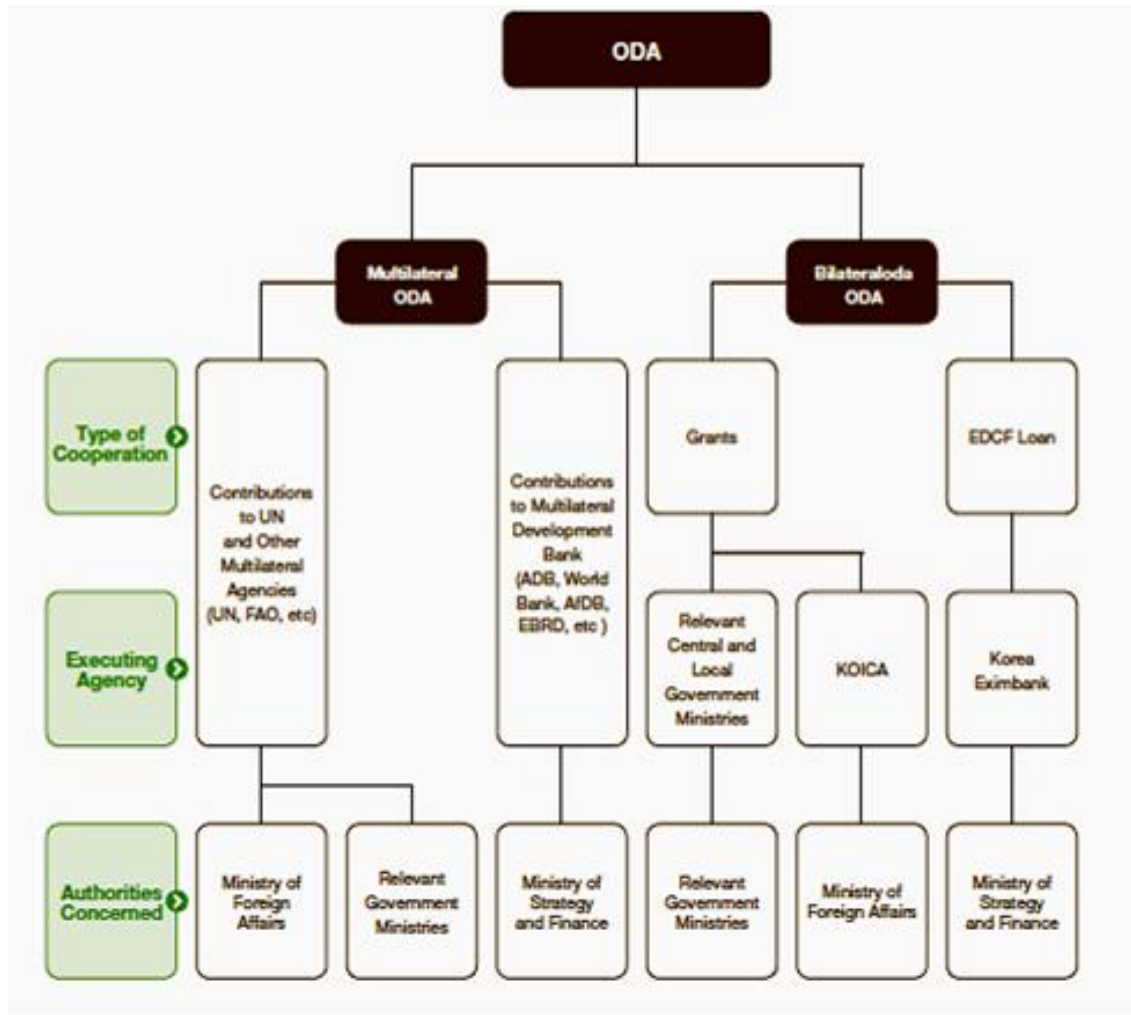 ODA
Multilateral
ODA
Bilateraloda
ODA
Type of
Cooperation
Contributions
to UN
and Other
Multilateral
Agencies
(UN, FAO, etc)
Contributions
to Multilateral
Development
Bank
(ADB, World
Bank, AfDB,
EBRD, etc )
Grants
EDCF Loan
Executing
Agency
Relevant
Central and
Local
Government
Ministries
KOICA
Korea
Eximbank
Authorities
Concerned
Ministry of
Foreign
Affairs
Relevant
Government
Ministries
Ministry of
Strategy
and Finance
Relevant
Government
Ministries
Ministry of
Foreign Affairs
Ministry of
Strategy
and Finance